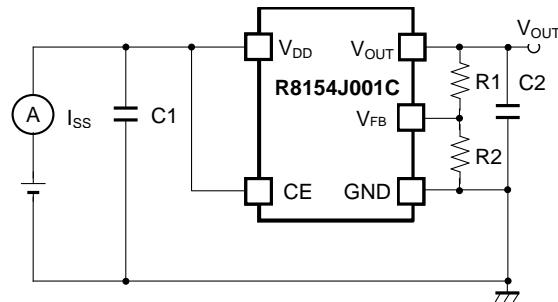 VOUT
VDD
VOUT
R8154J001C
R1
C2
A
ISS
C1
VFB
R2
CE
GND